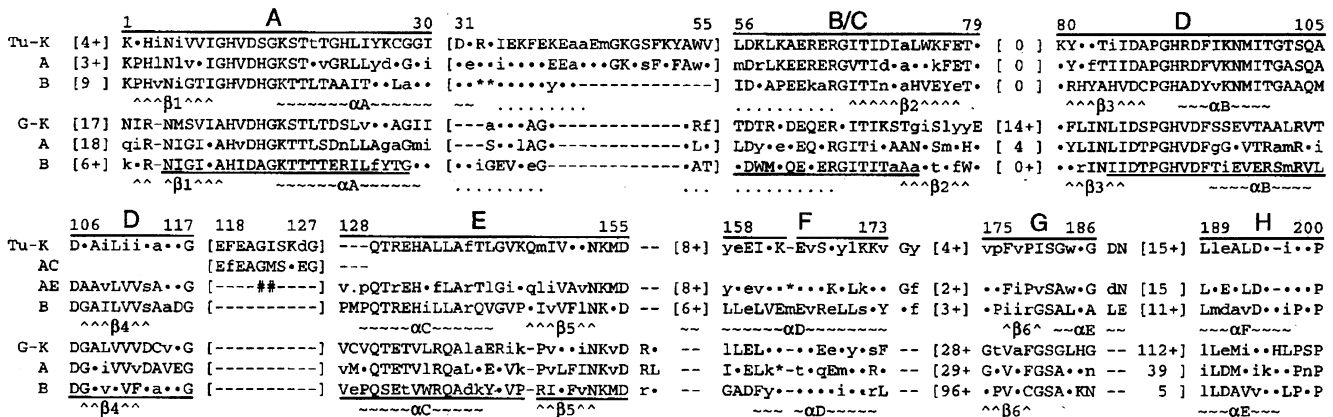 A B/C D
1 30 31 55 56 79 80 105
Tu-K [4+] K•HiNiVVIGHVDSGKSTtTGHLIYKCGGI [D•R•IEKFEKEaaEmGKGSFKYAWV] LDKLKAERERGITIDIaLWKFET• [ 0] KY••TiIDAPGHRDFIKNMITGTSQA
A [3+] KPHlNlv•IGHVDHGKST•vGRLLyd•G•i [•e••i••••EEa••GK•sF•FAw•] mDrLKEERERGVTId•a••kFET• [ 0 ] Y•fTIIDAPGHRDFIKNMITGASQA
B [9 ] KPHvNiGTIGHVDHGKTTLTAAIT••La•• [••**••••y•--------------] ID•APEEkaRGITIn•aHVEYeT• [ 0 ] RHYAHVDCPGHADYvKNMITGAAQM
^^^β1^^^ ~~~~~~~αA~~~~~ ~~ .......... ............ ^^^^β2^^^^ ^^^β3^^^ ~~~αB~~~~
G-K [17] NIR-NMSVIAHVDHGKSTLTDSLv••AGII [---a•••AG•-----------•Rf] TDTR•DEQER•ITIKSTgiSlyyE [14+] •FLINLIDSPGHVDFSSEVTAALRVT
A [18] qiR•NIGI•AHvDHGKTTLSDnLLAgaGmi [---S••lAG•-----------•L•] LDy•e•EQ•RGITi•AAN•Sm•H• [ 4 ] YLINLIDTPGHVDFgG•VTRamR•i
B [6+] k•R•NIGI•AHIDAGKTTTTERILfYTG•• [••iGEV•eG•-----------AT] •DWM•QE•ERGITITaAa•t•fW• [ 0+] ••rINIIDTPGHVDFTiEVERSmRVL
^^ ^β1^^^ ~~~~~~αA~~~~ .......... ............ ^^^β2^^ ^^β3^^ ~~~~αB~~~
D E F G H
106 117 118 127 128 155 158 173 175 186 189 200
Tu-K D•AiLii•a••G [EFEAGISKdG] ---QTREHALLAfTLGVKQmIV••NKMD -- [8+] yeEI•K-EvS•ylKKv Gy [4+] vpFvPISGw•G DN [15+] LLeALD••i••P
AC [EfEAGMS•EG] ---
AE DAAvLVVsA••G [----##----] v.pQTrEH•fLArTlGi•qliVAvNKMD -- [8+] y•ev••*•••K•Lk••Gf [2+] ••FiPvSAw•G dN [15 ] L•E•LD•••••P
B DGAILVVsAaDG [----------] PMPQTREHiLLArQVGVP•IvVFlNK•D -- [6+] LLeLVEmEvReLLs•Y •f [3+] •PiirGSAL•A LE [11+] LmdavD••iP•P
^^^β4^^ ~~~~~αC~~~~~~ ^^^β5^^^ ~~ ~~~~~αD~~~~ ^β6^ ~αE~ ~~αF~~~
G-K DGALVVVDCv•G [----------] VCVQTETVLRQAlaERik-Pv••iNKvD R• -- lLEL••-••Ee•y•sF -- [28+ GtVaFGSGLHG 112+] lLeMi••HLPSP
A DG•iVVvDAVEG [----------] VM•QTETVlRQaL•E•Vk-PVLFINKvD RL I•ELk*-t•qEm••R• -- [29+ G•V•FGSA••n 39 ] iLDM•ik••PnP
B DG•v•VF•a••G [----------] VePQSEtVWRQAdkY•VP-RI•FvNKMD r• -- GADFy•---•i••rL -- [96+ •PV•CGSA•KN 5 ] lLDAVv••LP•P
^^β4^^ ~~~~~αC~~~~~~ ^^^β5^ ~~~ ~αD~~~ ^^β6^ ~~αE~~~